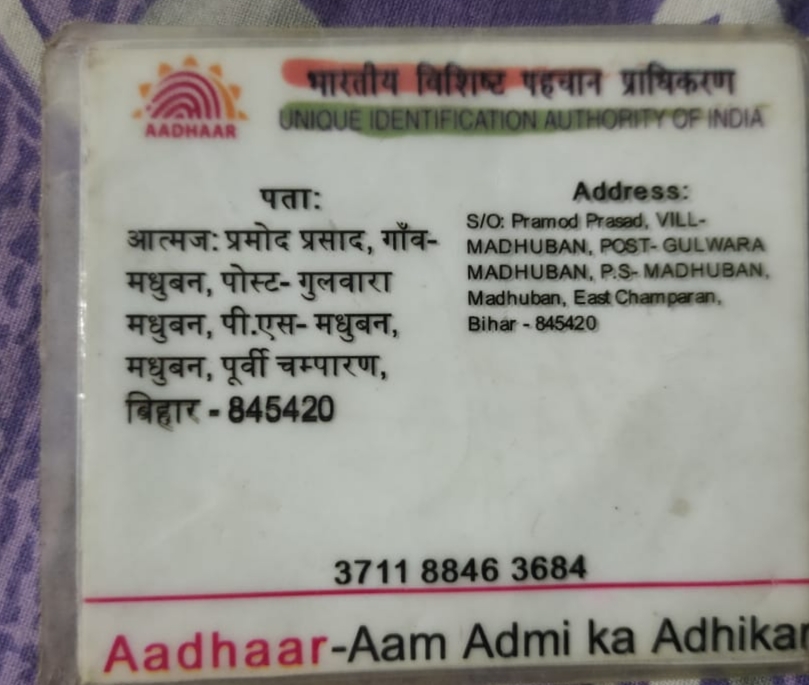 भारतीय विशिष्ट पहचान प्राधिकरण
AADHAAR
UNIQUE IDENTIFICATION AUTHORITY OF INDIA
पता:
आत्मज: प्रमोद प्रसाद, गाँव-
मधुबन, पोस्ट- गुलवारा
मधुबन, पी.एस- मधुबन,
मधुबन, पूर्वी चम्पारण,
बिहार - 845420
Address:
S/O: Pramod Prasad, VILL-
MADHUBAN, POST- GULWARA
MADHUBAN, P.S- MADHUBAN,
Madhuban, East Champaran,
Bihar - 845420
3711 8846 3684
Aadhaar-Aam Admi ka Adhikar